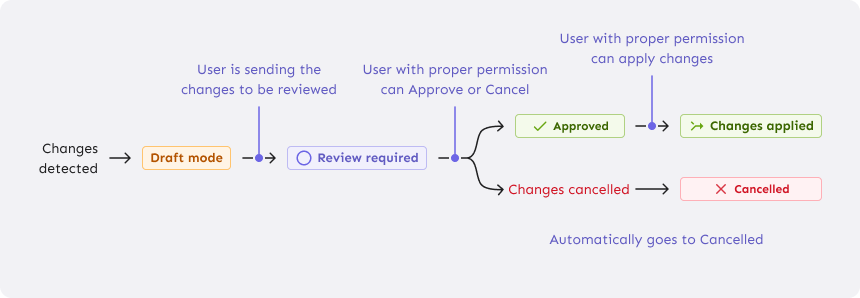 User with proper permission
can apply changes
User is sending the
changes to be reviewed
User with proper permission
can Approve or Cancel
Changes
detected
Draft mode
Review required
Approved
Changes applied
Changes cancelled
Cancelled
Automatically goes to Cancelled